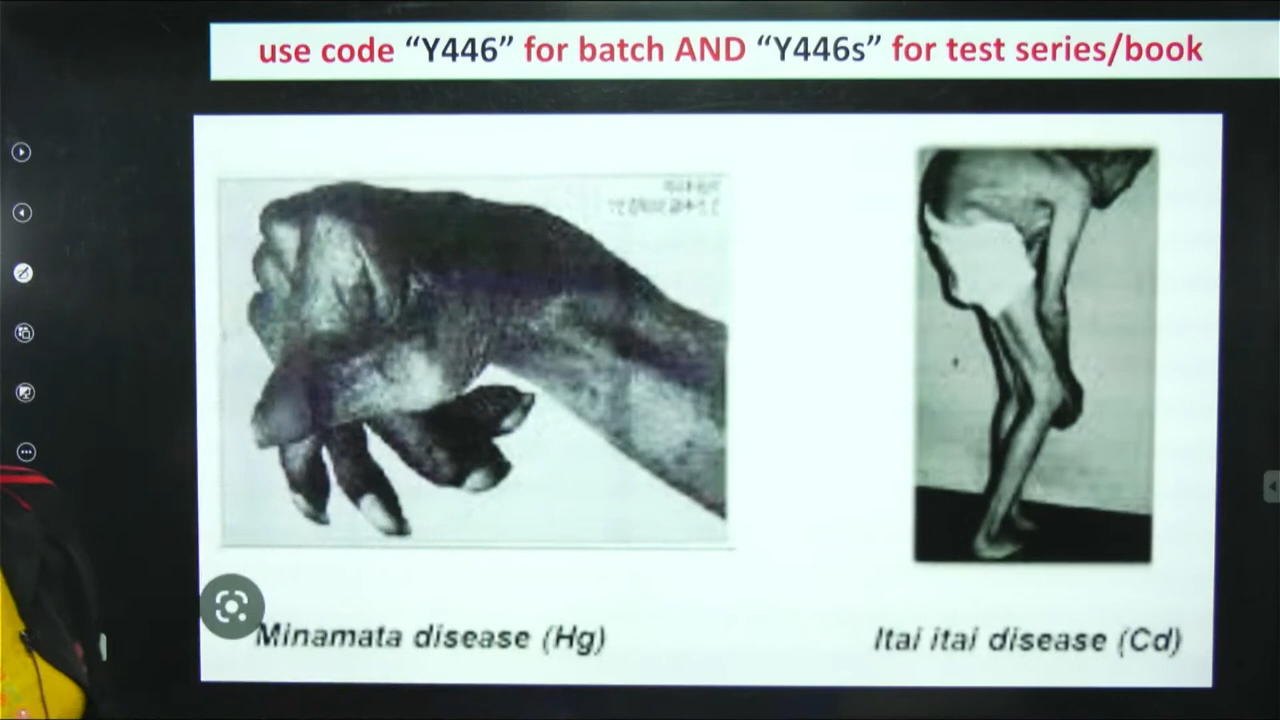 use code “Y446” for batch AND “Y446s” for test series/book
Minamata disease (Hg)
Itai itai disease (Cd)